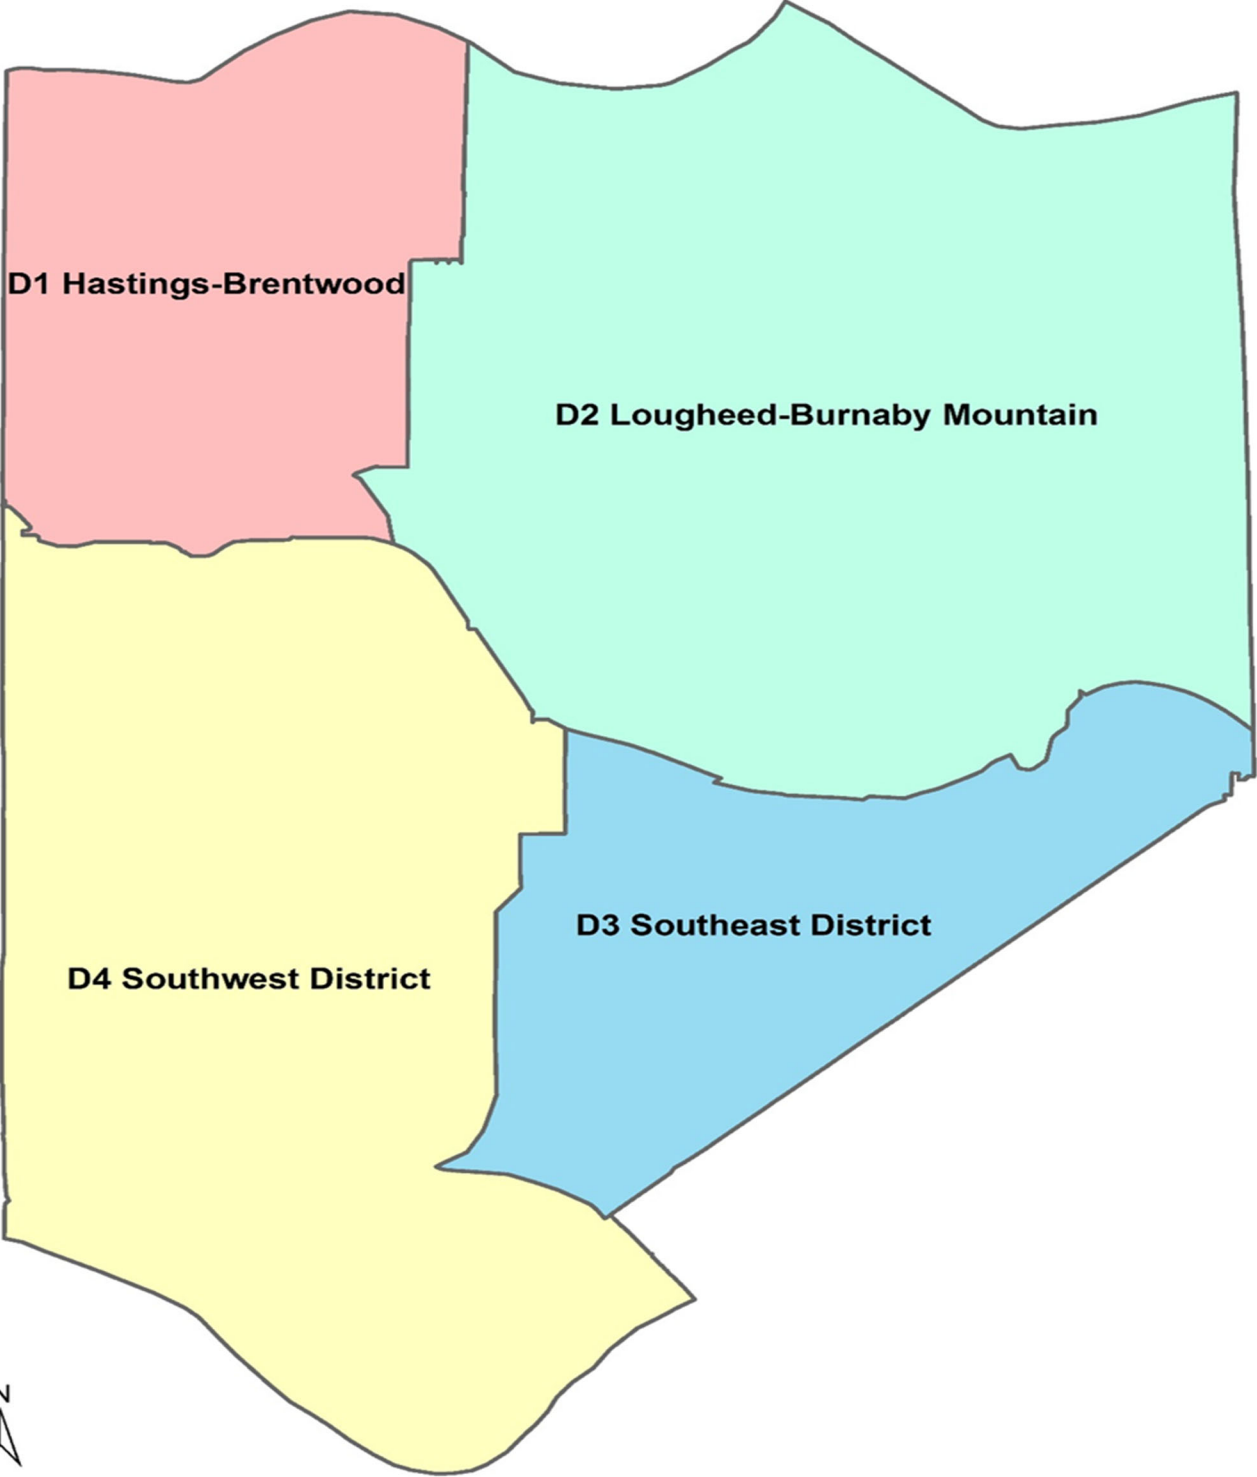 D1 Hastings-Brentwood
D2 Lougheed-Burnaby Mountain
D3 Southeast District
D4 Southwest District
N